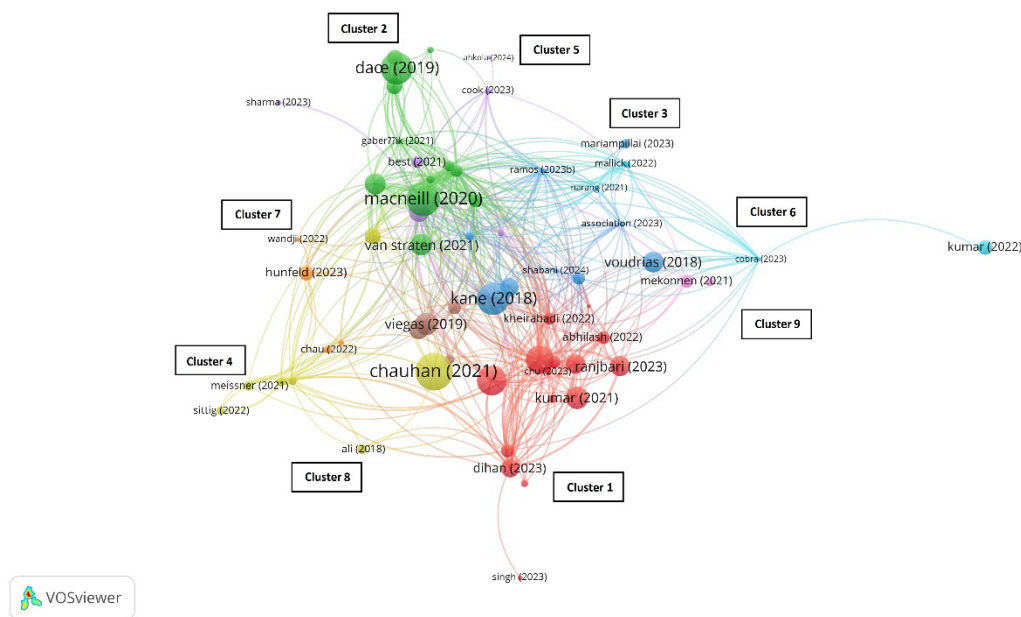 Cluster 2
Cluster 5
ahkola (2024)
daoe (2019)
cook (2023)
sharma (2023)
Cluster 3
gaber??ik (2021)
mariampillai (2023)
best (2021)
mallick (2022)
ramos (2023b)
narang (2021)
macneill (2020)
Cluster 7
Cluster 6
association (2023)
wandji (2022)
van straten (2021)
kumar (2022)
cobra (2023)
hunfeld (2023)
shabani (2024)
voudrias (2018)
mekonnen (2021)
kane (2018)
kheirabadi (2022)
viegas (2019)
abhilash (2022)
Cluster 9
chau (2022)
Cluster 4
chauhan (2021)
chu (2023)
ranjbari (2023)
meissner (2021)
kumar (2021)
sittig (2022)
ali (2018)
dihan (2023)
Cluster 8
Cluster 1
singh (2023)
VOSviewer